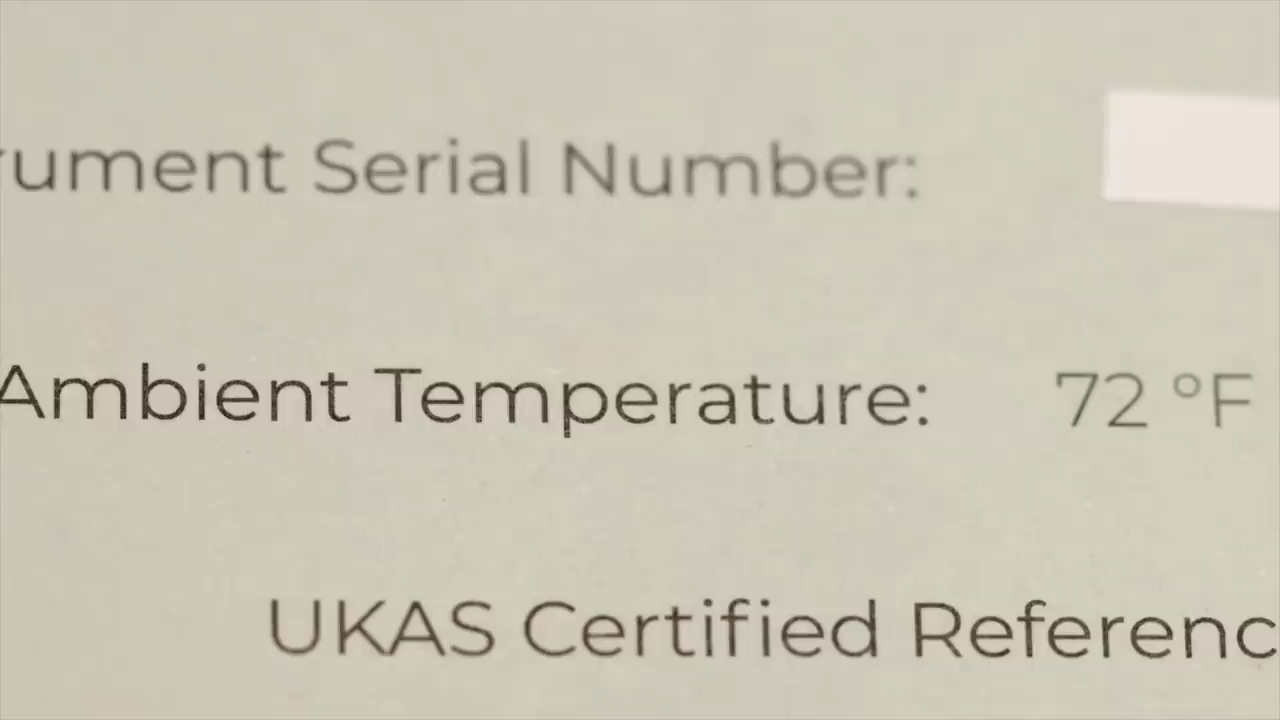 rument Serial Number:
Ambient Temperature: 72 °F
UKAS Certified Referenc